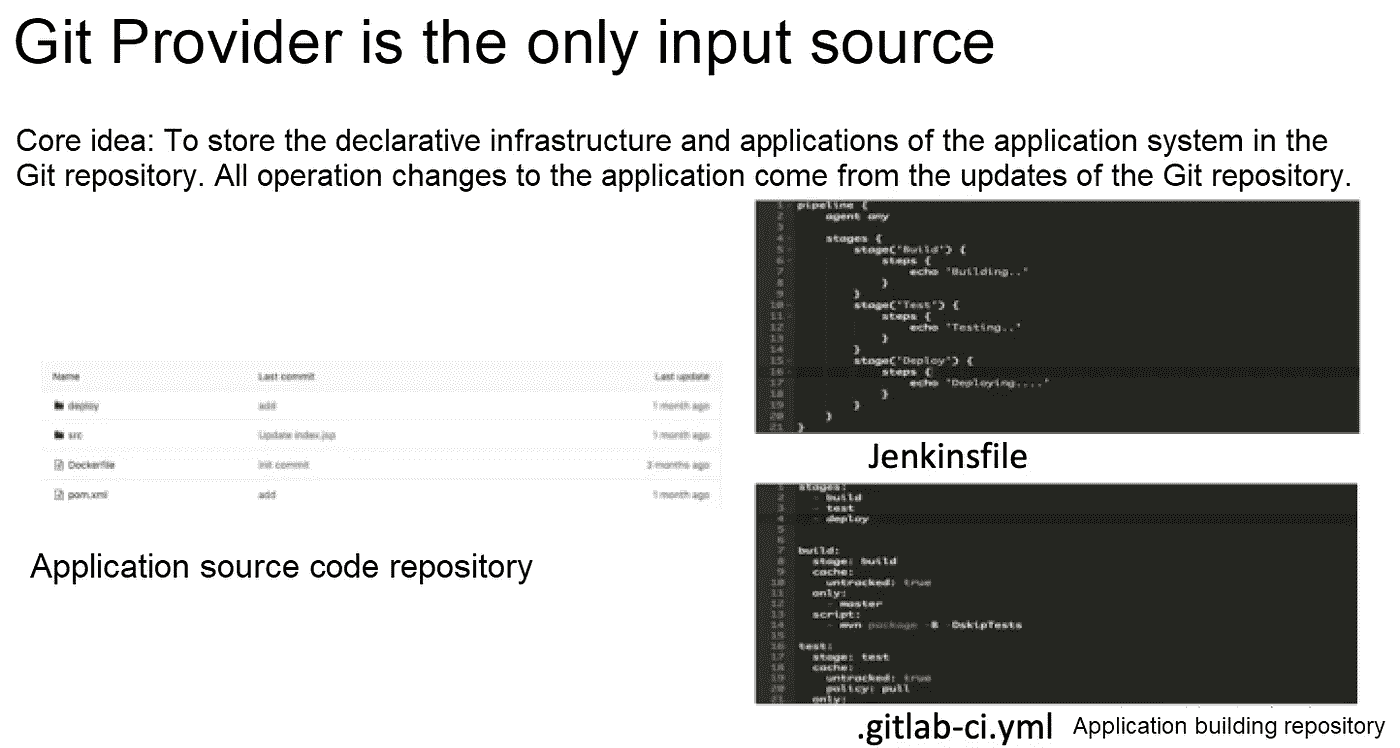 Git Provider is the only input source
Core idea: To store the declarative infrastructure and applications of the application system in the
Git repository. All operation changes to the application come from the updates of the Git repository.
Name Last commit Last update
deploy add 1 month ago
src Update index.jsp 1 month ago
Dockerfile init commit 3 months ago
pom.xml add 1 month ago
Application source code repository
1 pipeline {
2 agent any
3
4 stages {
5 stage("Build") {
6 steps {
7 echo 'Building..'
8 }
9 }
10 stage("Test") {
11 steps {
12 echo 'Testing..'
13 }
14 }
15 stage("Deploy") {
16 steps {
17 echo 'Deploying....'
18 }
19 }
20 }
21 }
Jenkinsfile
1 stages:
2 - build
3 - test
4 - deploy
5
6
7 build:
8 stage: build
9 cache:
10 untracked: true
11 only:
12 - master
13 script:
14 - mvn package -B -DskipTests
15
16 test:
17 stage: test
18 cache:
19 untracked: true
20 policy: pull
21 only:
.gitlab-ci.yml Application building repository